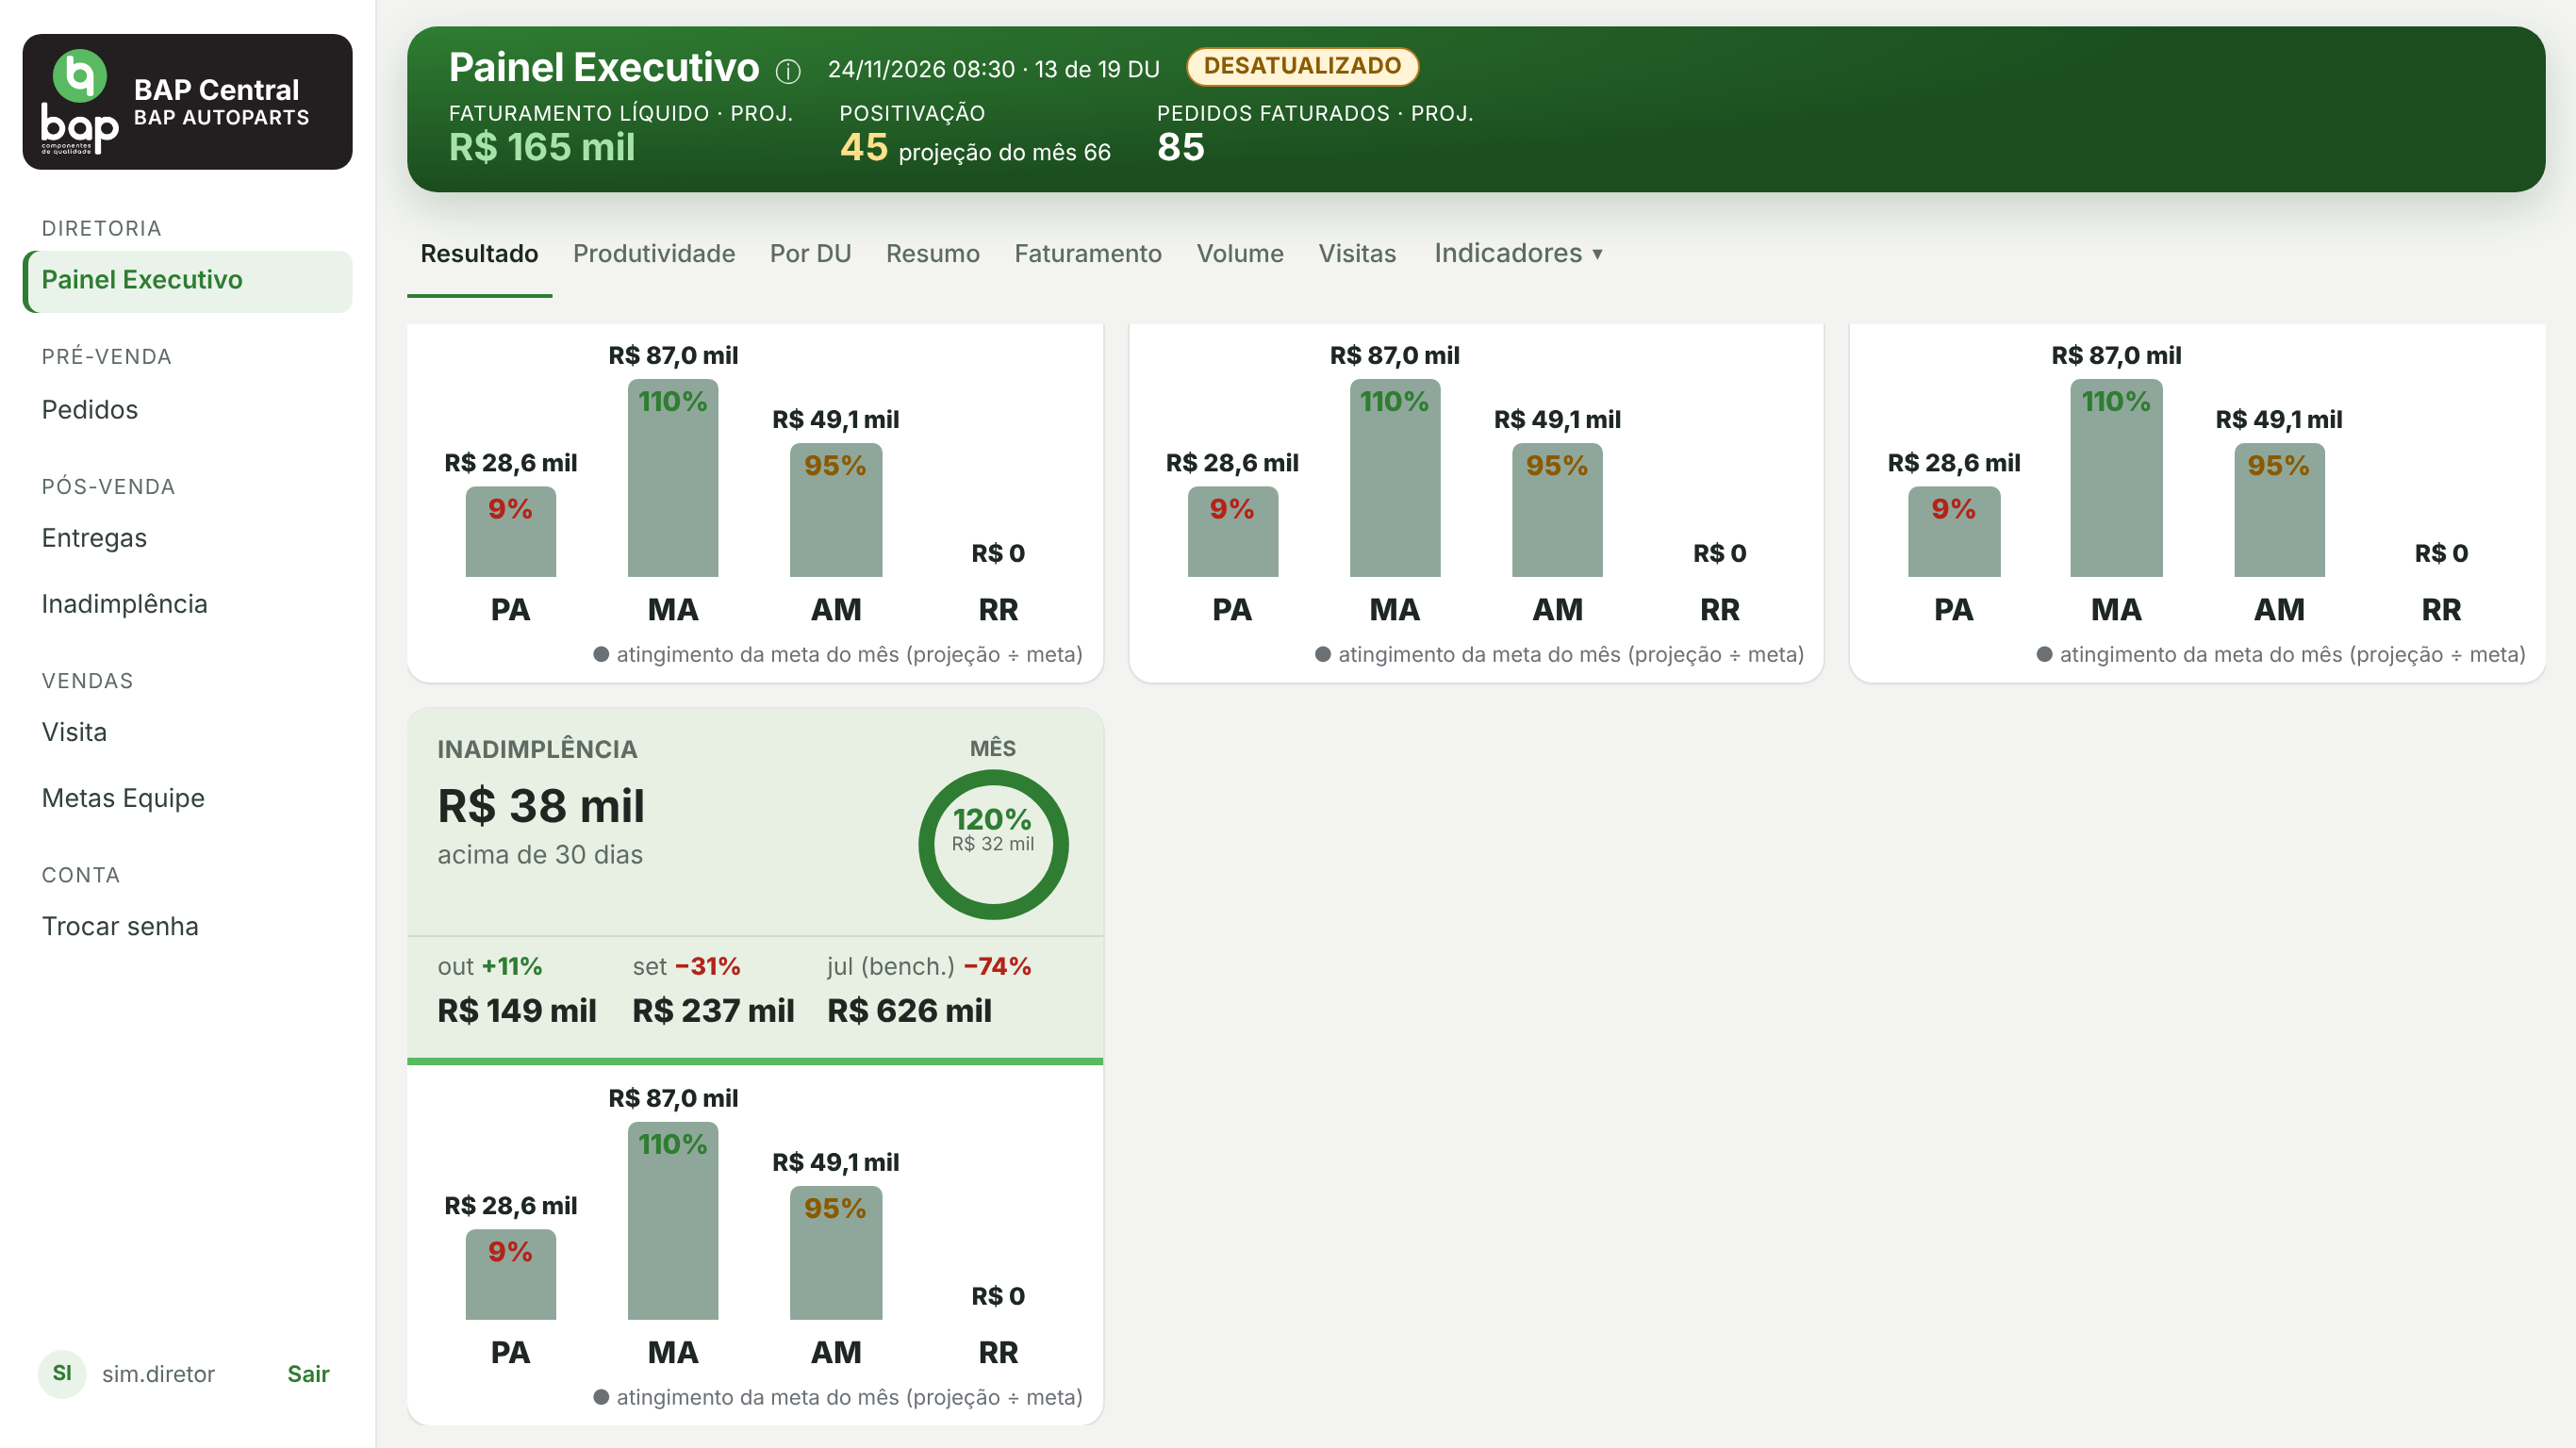 bap
componentes
de qualidade
BAP Central
BAP AUTOPARTS
DIRETORIA
Painel Executivo
PRÉ-VENDA
Pedidos
PÓS-VENDA
Entregas
Inadimplência
VENDAS
Visita
Metas Equipe
CONTA
Trocar senha
SI sim.diretor Sair
Painel Executivo ⓘ 24/11/2026 08:30 · 13 de 19 DU DESATUALIZADO
FATURAMENTO LÍQUIDO · PROJ. POSITIVAÇÃO PEDIDOS FATURADOS · PROJ.
R$ 165 mil 45 projeção do mês 66 85
Resultado Produtividade Por DU Resumo Faturamento Volume Visitas Indicadores ▾
R$ 87,0 mil
110%
R$ 49,1 mil
95%
R$ 28,6 mil
9%
R$ 0
PA MA AM RR
● atingimento da meta do mês (projeção ÷ meta)
R$ 87,0 mil
110%
R$ 49,1 mil
95%
R$ 28,6 mil
9%
R$ 0
PA MA AM RR
● atingimento da meta do mês (projeção ÷ meta)
R$ 87,0 mil
110%
R$ 49,1 mil
95%
R$ 28,6 mil
9%
R$ 0
PA MA AM RR
● atingimento da meta do mês (projeção ÷ meta)
INADIMPLÊNCIA
R$ 38 mil
acima de 30 dias
MÊS
120%
R$ 32 mil
out +11% set −31% jul (bench.) −74%
R$ 149 mil R$ 237 mil R$ 626 mil
R$ 87,0 mil
110%
R$ 49,1 mil
95%
R$ 28,6 mil
9%
R$ 0
PA MA AM RR
● atingimento da meta do mês (projeção ÷ meta)